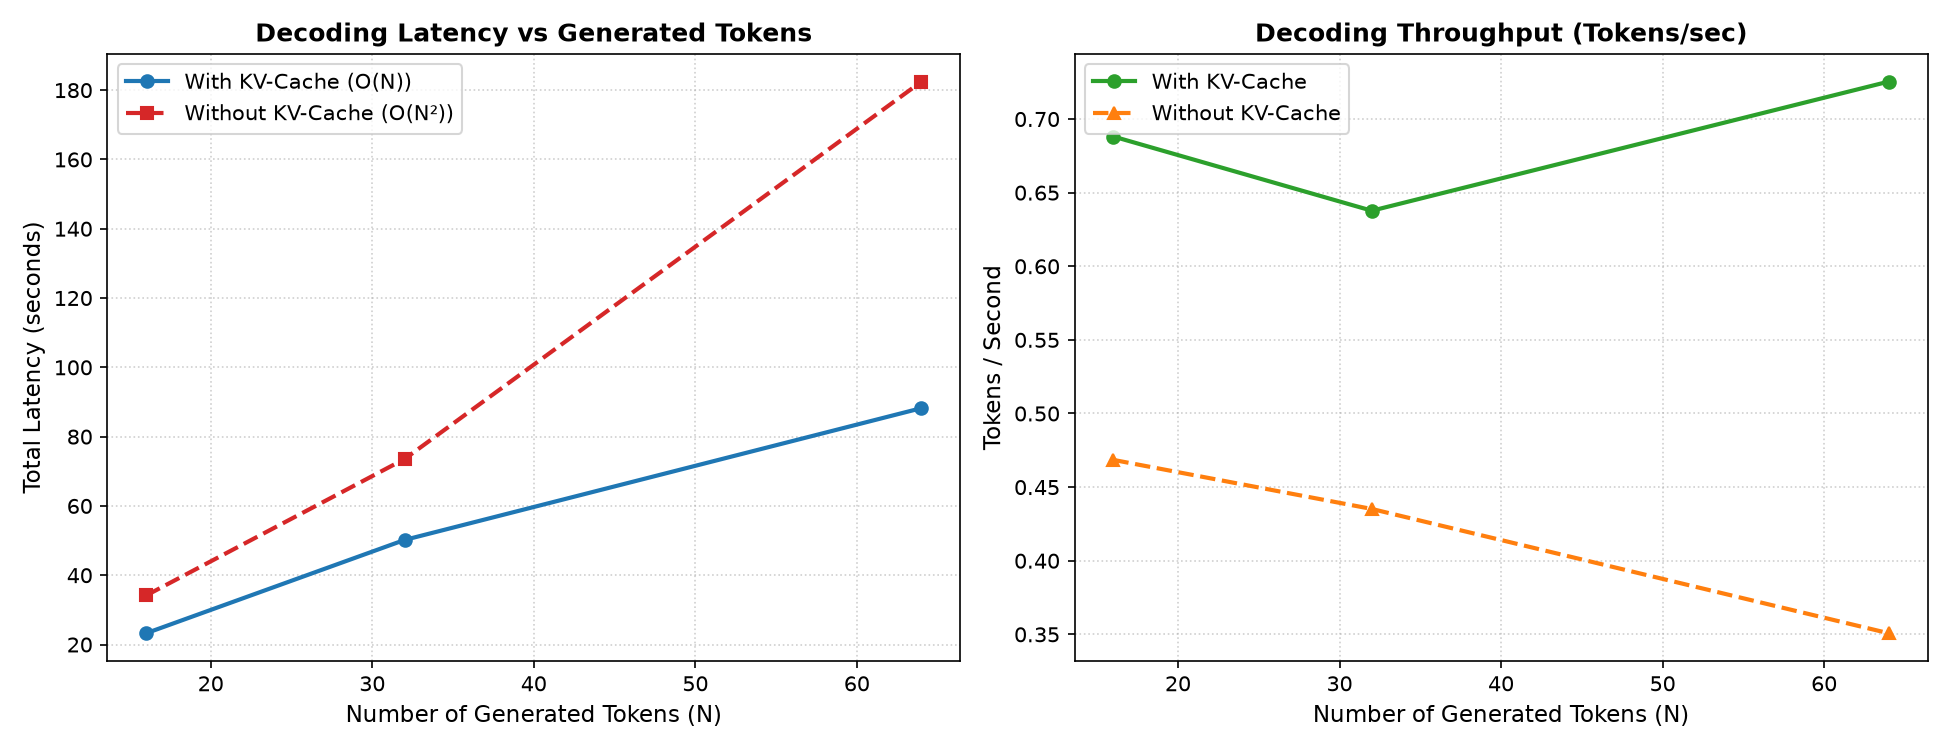 Decoding Latency vs Generated Tokens
With KV-Cache (O(N))
Without KV-Cache (O(N²))
Total Latency (seconds)
180
160
140
120
100
80
60
40
20
20 30 40 50 60
Number of Generated Tokens (N)
Decoding Throughput (Tokens/sec)
With KV-Cache
Without KV-Cache
Tokens / Second
0.70
0.65
0.60
0.55
0.50
0.45
0.40
0.35
20 30 40 50 60
Number of Generated Tokens (N)